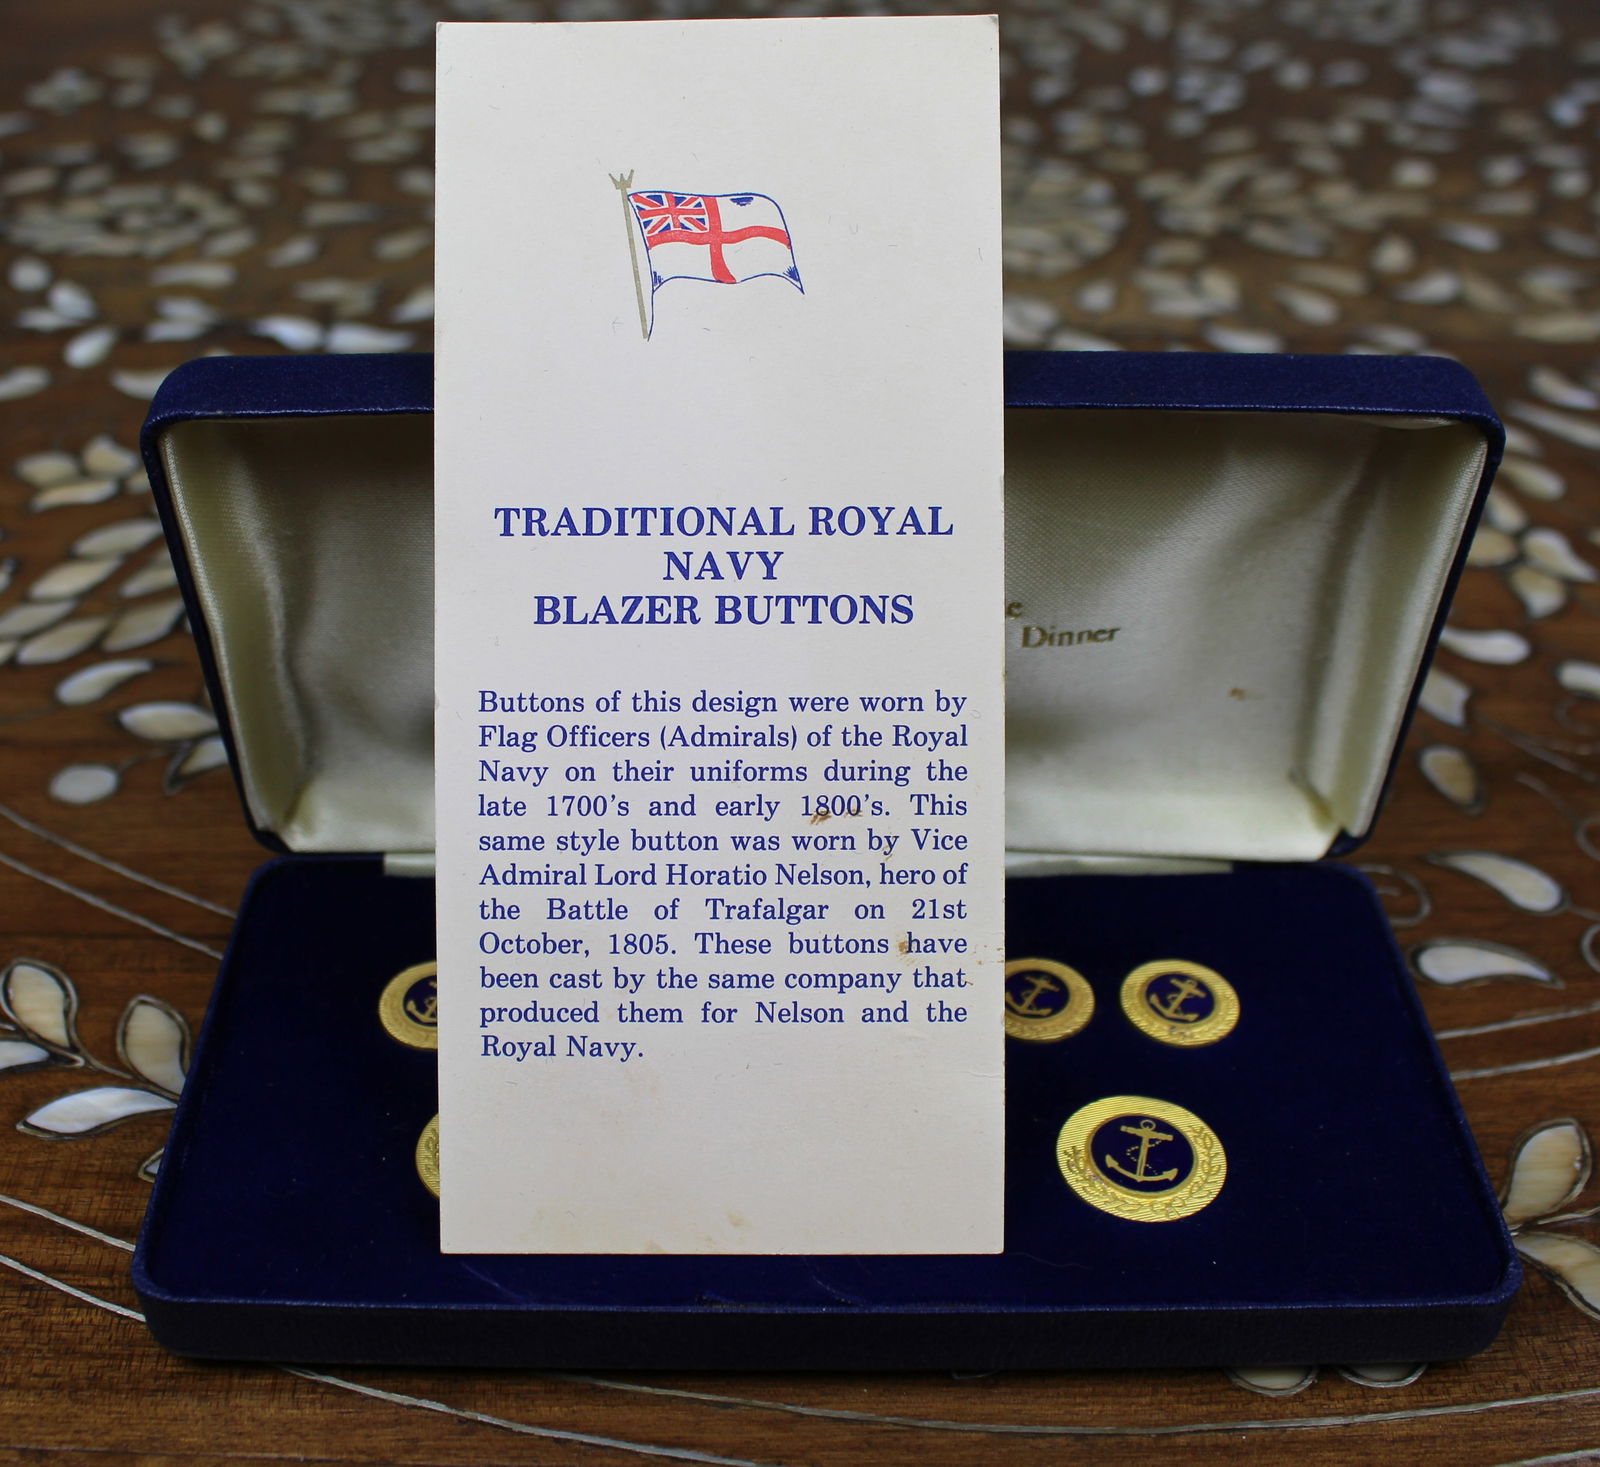 TRADITIONAL ROYAL
NAVY
BLAZER BUTTONS
Buttons of this design were worn by
Flag Officers (Admirals) of the Royal
Navy on their uniforms during the
late 1700's and early 1800's. This
same style button was worn by Vice
Admiral Lord Horatio Nelson, hero of
the Battle of Trafalgar on 21st
October, 1805. These buttons have
been cast by the same company that
produced them for Nelson and the
Royal Navy.
Dinner